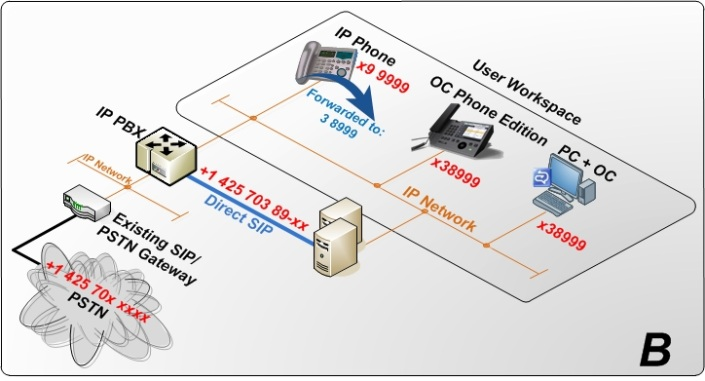 IP Phone
x9 9999
User Workspace
Forwarded to:
3 8999
OC Phone Edition
x38999
PC + OC
x38999
IP Network
IP PBX
IP Network
+1 425 703 89-xx
Direct SIP
Existing SIP/
PSTN Gateway
+1 425 70x xxxx
PSTN
B